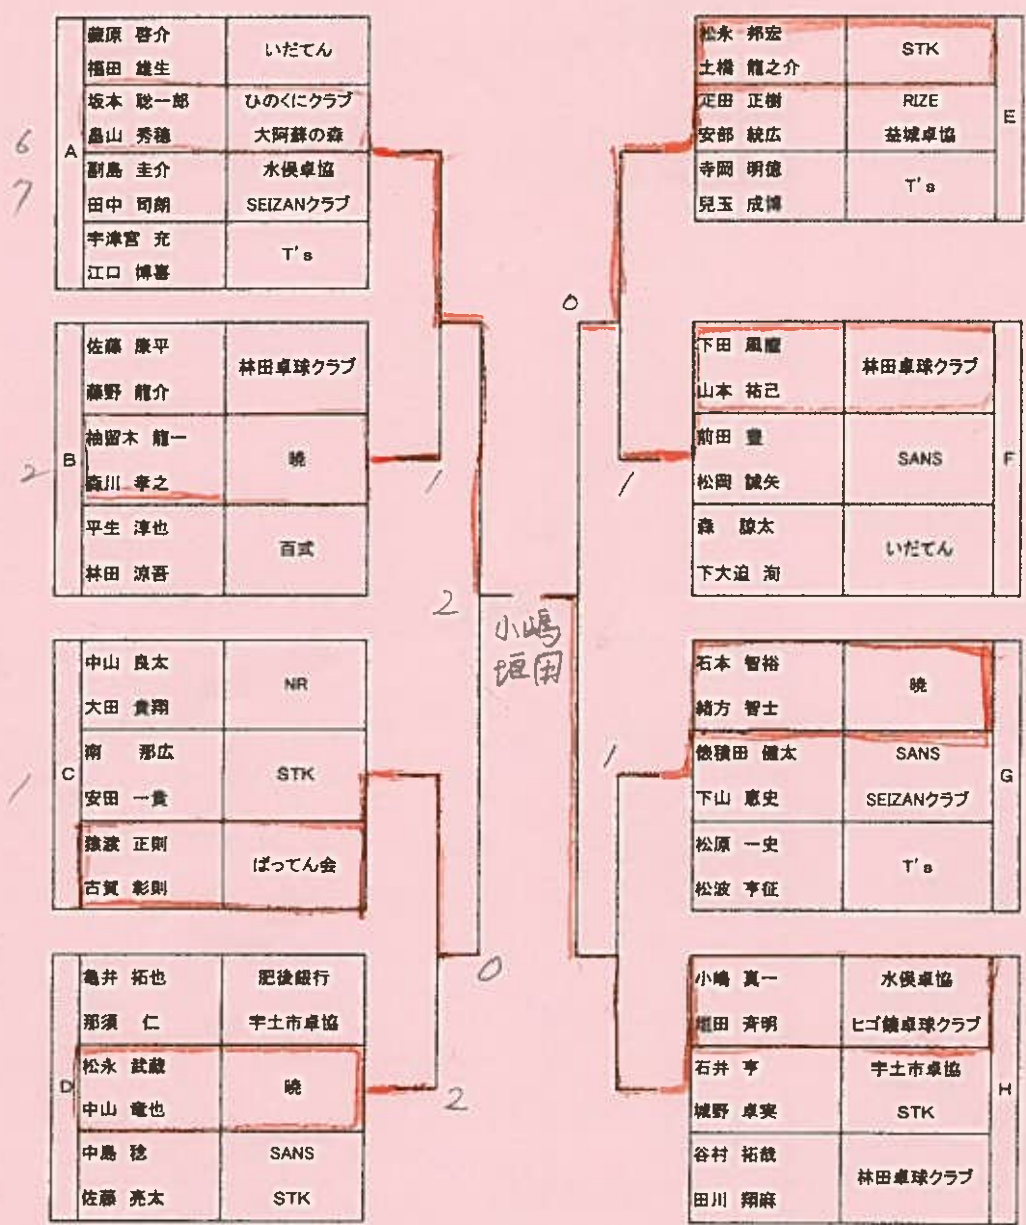 A
藤原 啓介
福田 雄生
いだてん
坂本 聡一郎
畠山 秀穂
ひのくにクラブ
大阿蘇の森
副島 圭介
田中 司朗
水俣卓協
SEIZANクラブ
宇津宮 充
江口 博喜
T's
6
7
B
佐藤 康平
藤野 龍介
林田卓球クラブ
柚留木 龍一
森川 孝之
暁
平生 淳也
林田 涼吾
百式
2
1
C
中山 良太
大田 貴翔
NR
南 那広
安田 一貴
STK
猿渡 正則
古賀 彰則
ばってん会
1
D
亀井 拓也
那須 仁
肥後銀行
宇土市卓協
松永 武蔵
中山 竜也
暁
中島 稔
佐藤 亮太
SANS
STK
0
2
2
小嶋
垣田
E
松永 邦宏
土橋 龍之介
STK
疋田 正樹
安部 統広
RIZE
益城卓協
寺岡 明徳
兒玉 成博
T's
0
F
下田
山本 祐己
林田卓球クラブ
前田 豊
松岡 誠矢
SANS
森 諒太
下大迫 洵
いだてん
1
G
石本 智裕
緒方 智士
暁
健太
下山 恵史
SANS
SEIZANクラブ
松原 一史
松波 亨征
T's
1
H
小嶋 真一
垣田 斉明
水俣卓協
ヒゴ鏡卓球クラブ
石井 亨
城野 卓実
宇土市卓協
STK
谷村 拓哉
田川 翔麻
林田卓球クラブ